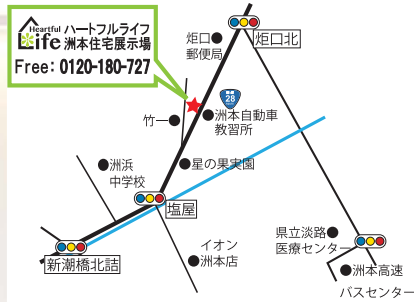 Heartful
Life
ハートフルライフ
洲本住宅展示場
Free: 0120-180-727
炬口
郵便局
炬口北
国道
28
洲本自動車
教習所
竹一
星の果実園
洲浜
中学校
塩屋
新潮橋北詰
イオン
洲本店
県立淡路
医療センター
洲本高速
バスセンター